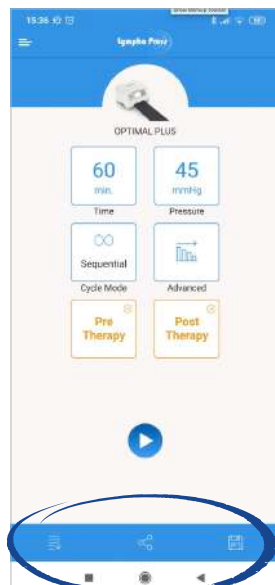 15:36
Lympha Press
OPTIMAL PLUS
60 45
min. mmHg
Time Pressure
Sequential
Cycle Mode Advanced
Pre Post
Therapy Therapy